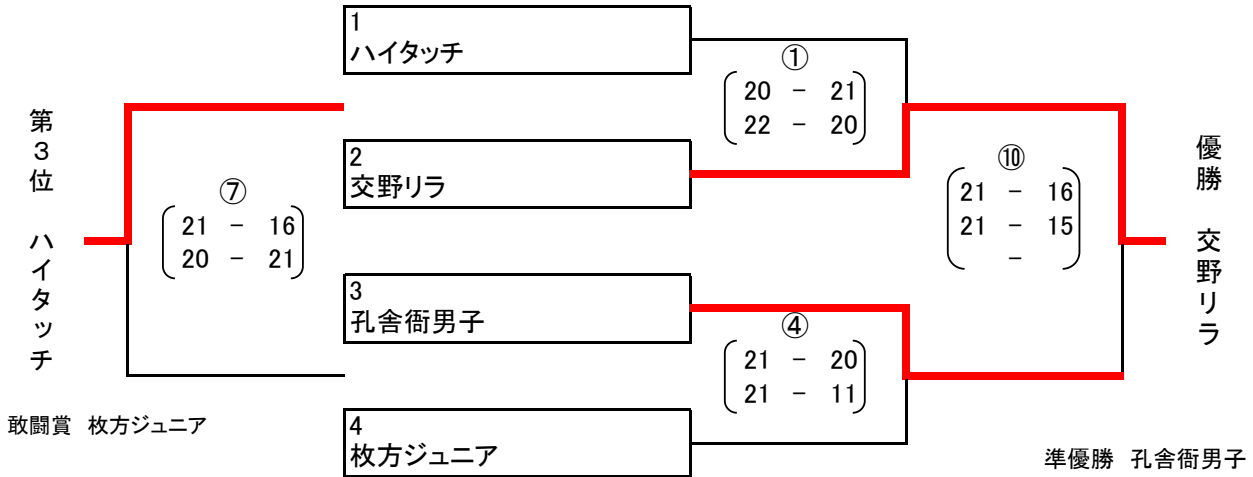 第3位 ハイタッチ
⑦
21 - 16
20 - 21
敢闘賞 枚方ジュニア
1
ハイタッチ
2
交野リラ
3
孔舎衙男子
4
枚方ジュニア
①
20 - 21
22 - 20
④
21 - 20
21 - 11
⑩
21 - 16
21 - 15
-
優勝 交野リラ
準優勝 孔舎衙男子